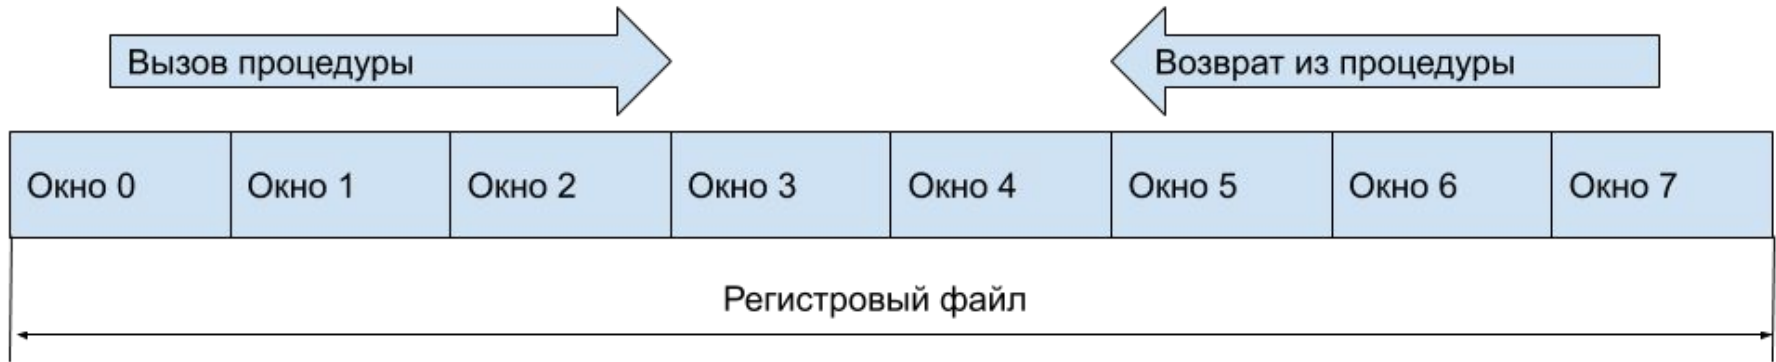 Вызов процедуры
Возврат из процедуры
Окно 0
Окно 1
Окно 2
Окно 3
Окно 4
Окно 5
Окно 6
Окно 7
Регистровый файл